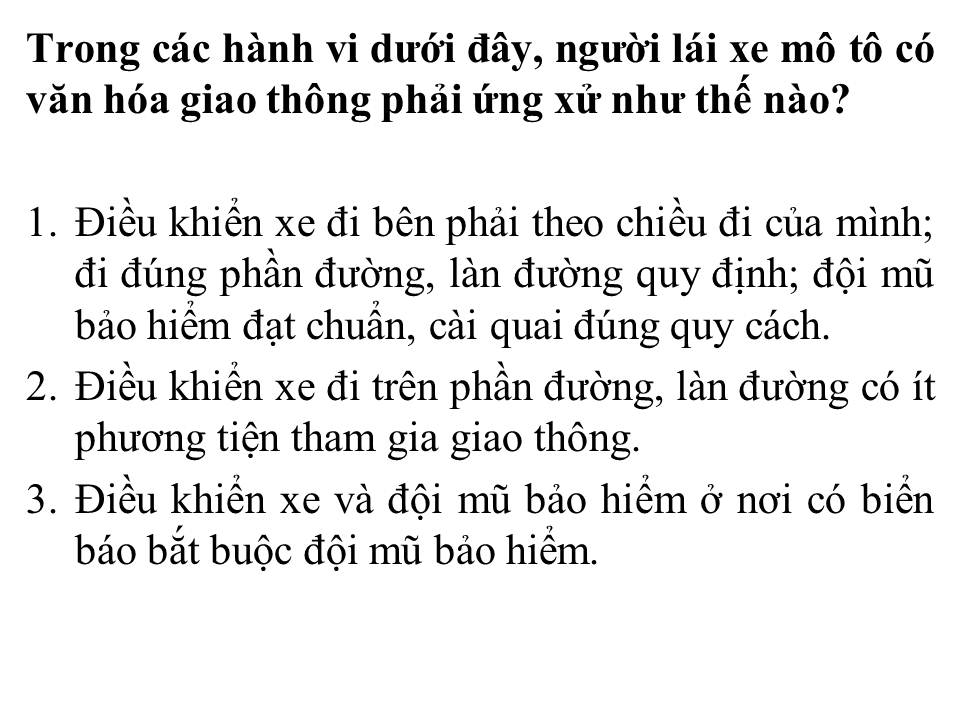 Trong các hành vi dưới đây, người lái xe mô tô có
văn hóa giao thông phải ứng xử như thế nào?
1. Điều khiển xe đi bên phải theo chiều đi của mình;
đi đúng phần đường, làn đường quy định; đội mũ
bảo hiểm đạt chuẩn, cài quai đúng quy cách.
2. Điều khiển xe đi trên phần đường, làn đường có ít
phương tiện tham gia giao thông.
3. Điều khiển xe và đội mũ bảo hiểm ở nơi có biển
báo bắt buộc đội mũ bảo hiểm.